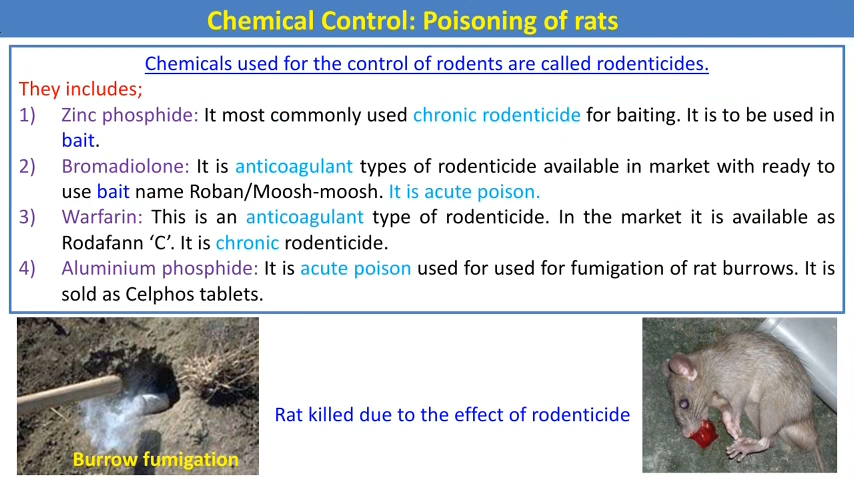 Chemical Control: Poisoning of rats
Chemicals used for the control of rodents are called rodenticides.
They includes;
1) Zinc phosphide: It most commonly used chronic rodenticide for baiting. It is to be used in
bait.
2) Bromadiolone: It is anticoagulant types of rodenticide available in market with ready to
use bait name Roban/Moosh-moosh. It is acute poison.
3) Warfarin: This is an anticoagulant type of rodenticide. In the market it is available as
Rodafann ‘C’. It is chronic rodenticide.
4) Aluminium phosphide: It is acute poison used for used for fumigation of rat burrows. It is
sold as Celphos tablets.
Rat killed due to the effect of rodenticide
Burrow fumigation